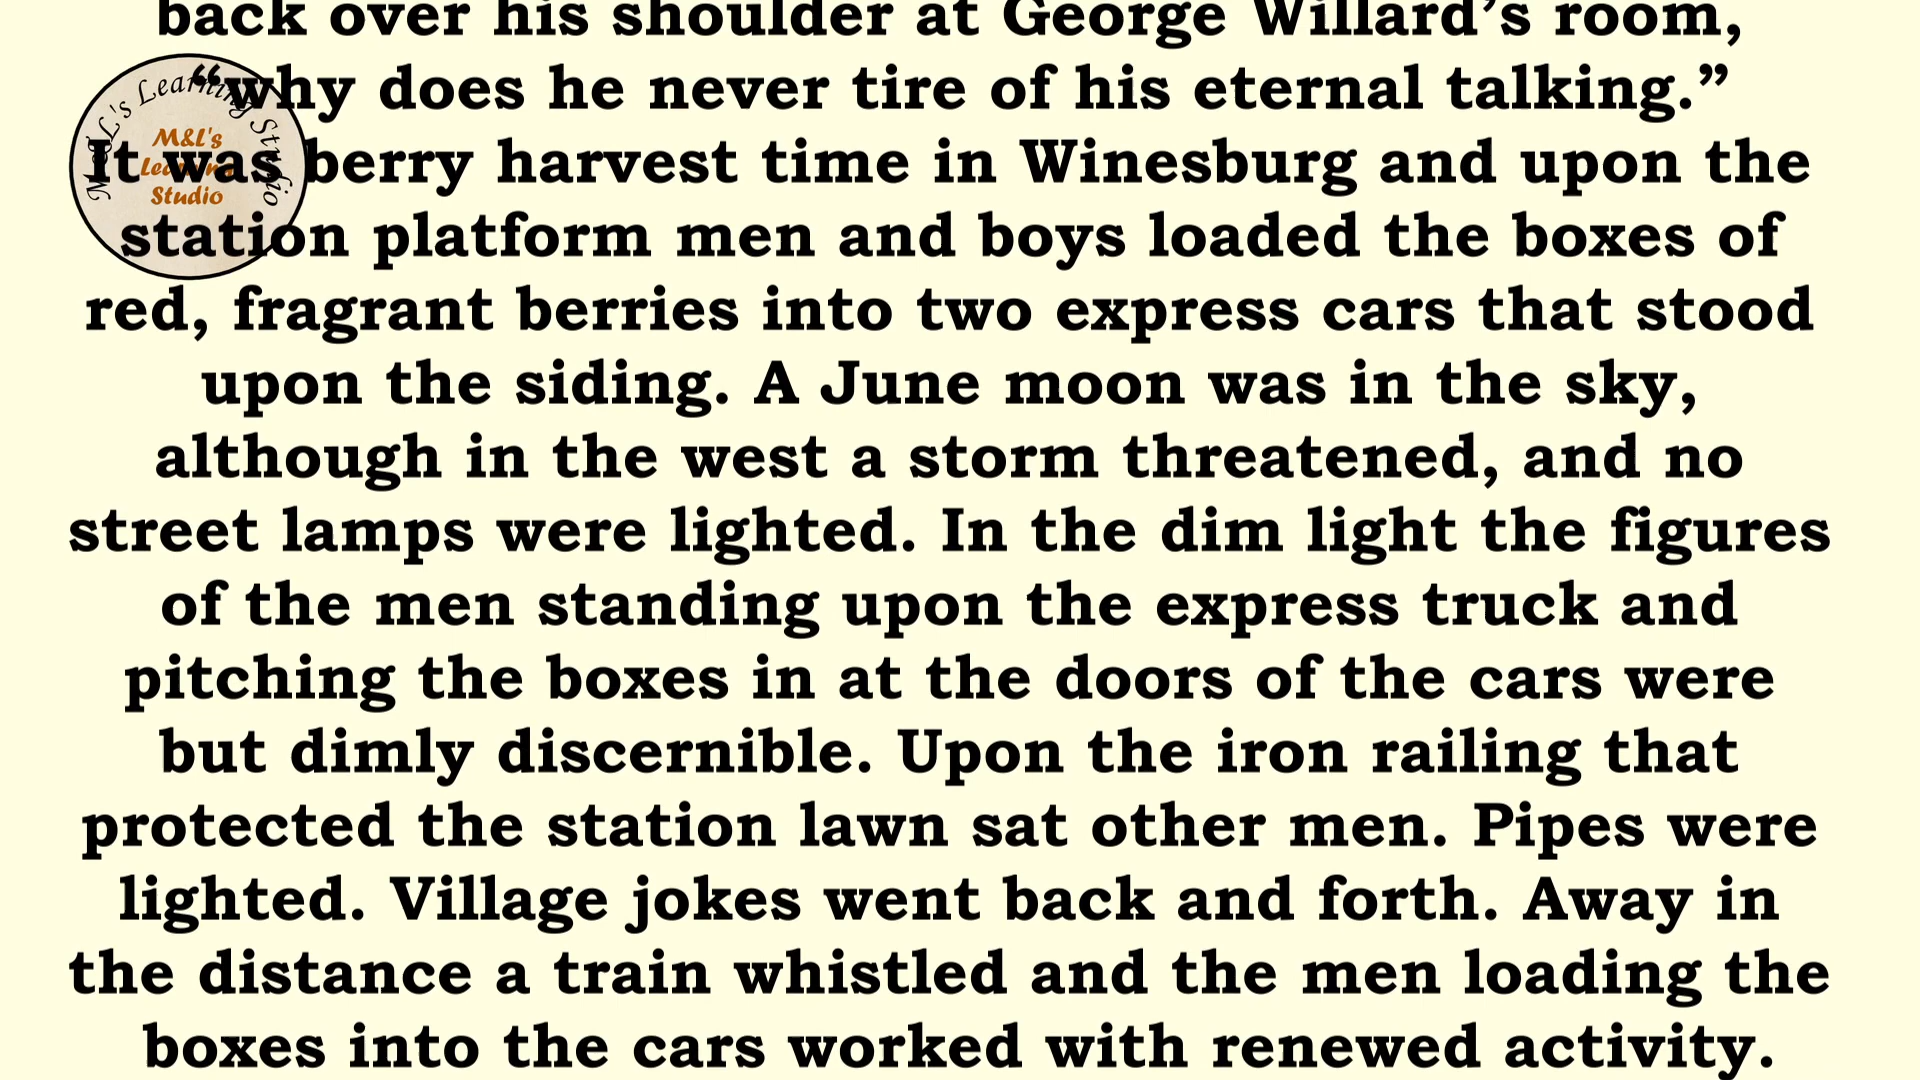 back over his shoulder at George Willard’s room,
“why does he never tire of his eternal talking.”
It was berry harvest time in Winesburg and upon the
station platform men and boys loaded the boxes of
red, fragrant berries into two express cars that stood
upon the siding. A June moon was in the sky,
although in the west a storm threatened, and no
street lamps were lighted. In the dim light the figures
of the men standing upon the express truck and
pitching the boxes in at the doors of the cars were
but dimly discernible. Upon the iron railing that
protected the station lawn sat other men. Pipes were
lighted. Village jokes went back and forth. Away in
the distance a train whistled and the men loading the
boxes into the cars worked with renewed activity.
M&L's Learning Studio
M&L's
Learning
Studio